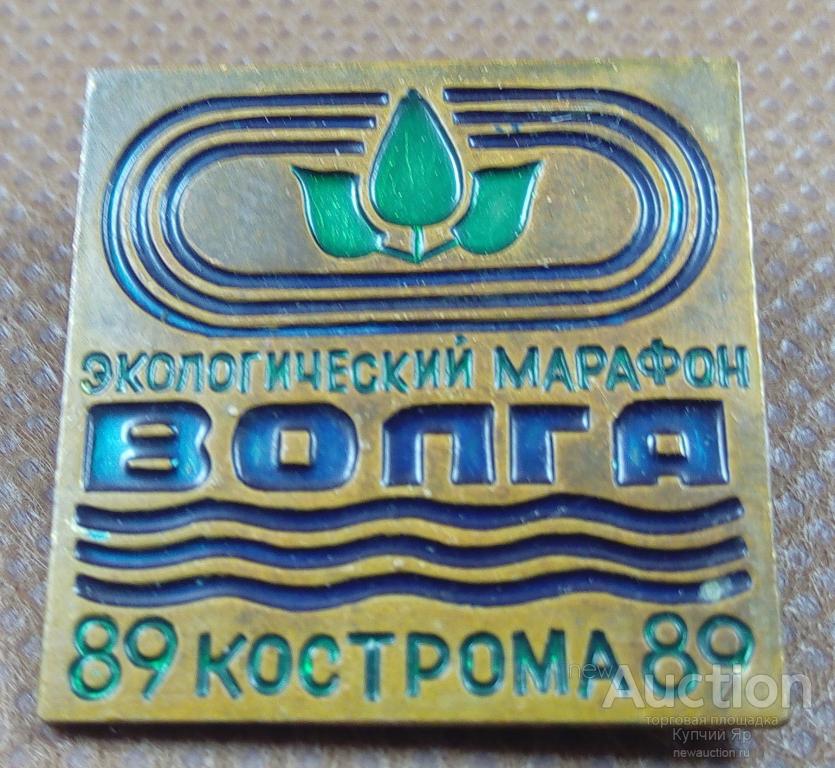 ЭКОЛОГИЧЕСКИЙ МАРАФОН
ВОЛГА
89 КОСТРОМА 89
newAuction
торговая площадка
Купчий Яр
newauction.ru